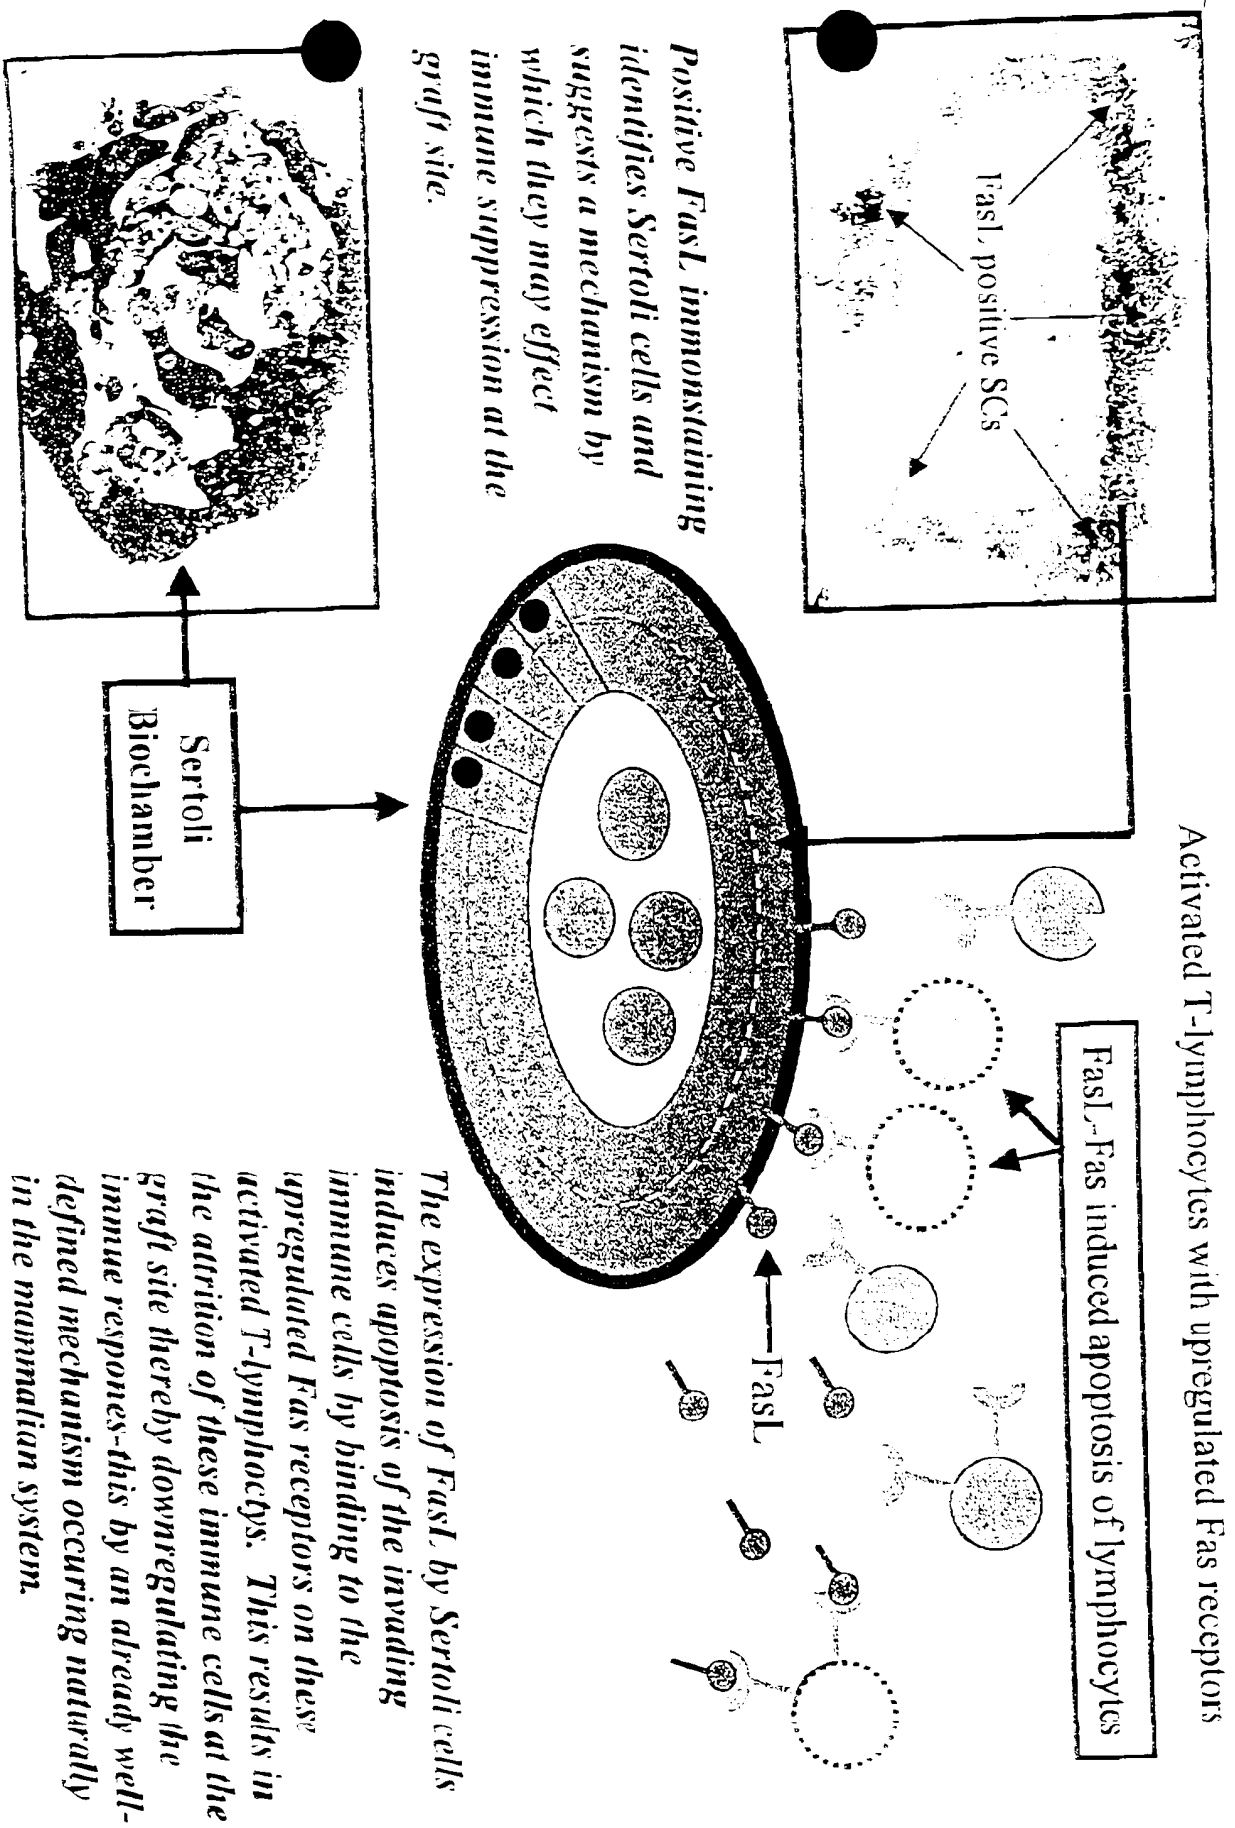 Activated T-lymphocytes with upregulated Fas receptors
FasL-Fas induced apoptosis of lymphocytes
FasL positive SCs
FasL
Positive FasL immonstaining
identifies Sertoli cells and
suggests a mechanism by
which they may effect
immune suppression at the
graft site.
Sertoli
Biochamber
The expression of FasL by Sertoli cells
induces apoptosis of the invading
immune cells by binding to the
upregulated Fas receptors on these
activated T-lymphoctys. This results in
the attrition of these immune cells at the
graft site thereby downregulating the
immue respones-this by an already well-
defined mechanism occuring naturally
in the mammalian system.